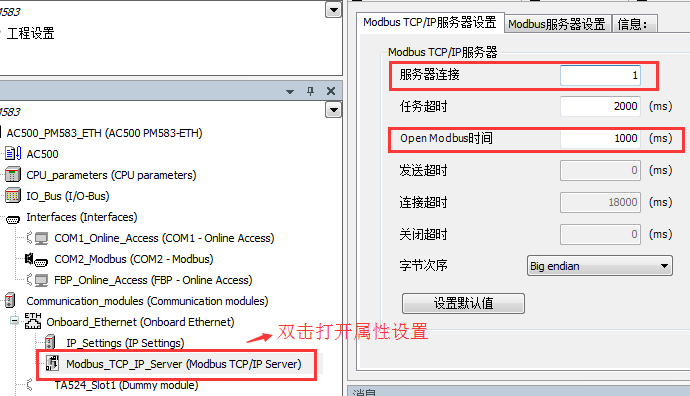 M583
工程设置
M583
AC500_PM583_ETH (AC500 PM583-ETH)
AC500
CPU_parameters (CPU parameters)
IO_Bus (I/O-Bus)
Interfaces (Interfaces)
COM1_Online_Access (COM1 - Online Access)
COM2_Modbus (COM2 - Modbus)
FBP_Online_Access (FBP - Online Access)
Communication_modules (Communication modules)
ETH
Onboard_Ethernet (Onboard Ethernet)
IP_Settings (IP Settings)
Modbus_TCP_IP_Server (Modbus TCP/IP Server)
TA524_Slot1 (Dummy module)
双击打开属性设置
Modbus TCP/IP服务器设置 Modbus服务器设置 信息:
Modbus TCP/IP服务器
服务器连接 1
任务超时 2000 (ms)
Open Modbus时间 1000 (ms)
发送超时 0 (ms)
连接超时 18000 (ms)
关闭超时 0 (ms)
字节次序 Big endian
设置默认值
消息